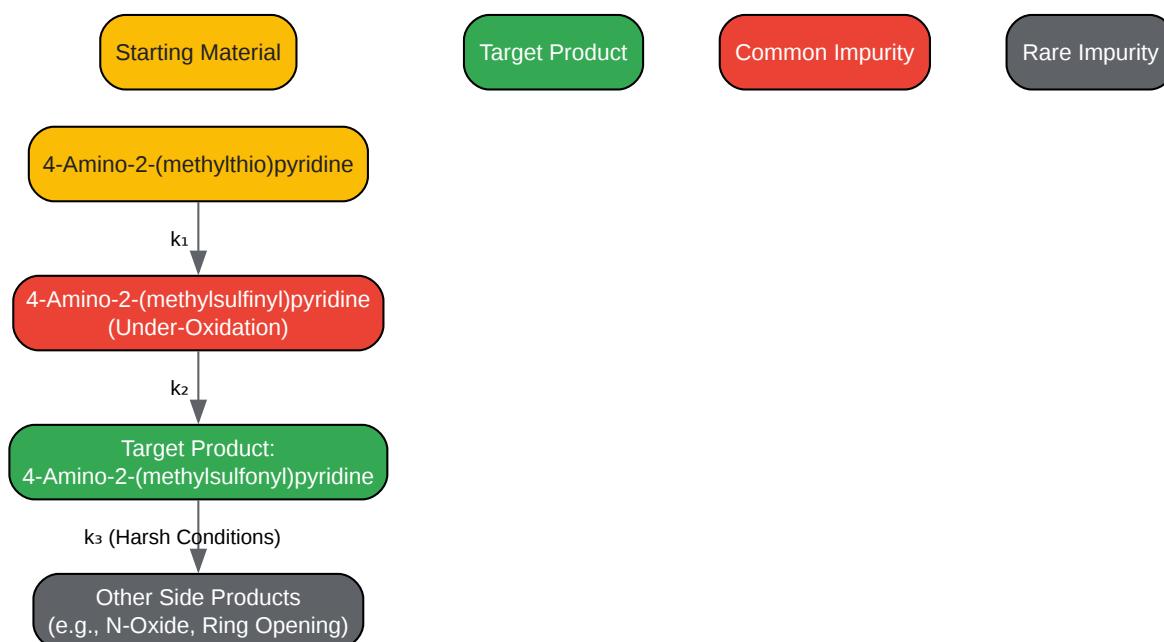 Starting Material
Target Product
Common Impurity
Rare Impurity
4-Amino-2-(methylthio)pyridine
k₁
4-Amino-2-(methylsulfinyl)pyridine
(Under-Oxidation)
k₂
Target Product:
4-Amino-2-(methylsulfonyl)pyridine
k₃ (Harsh Conditions)
Other Side Products
(e.g., N-Oxide, Ring Opening)